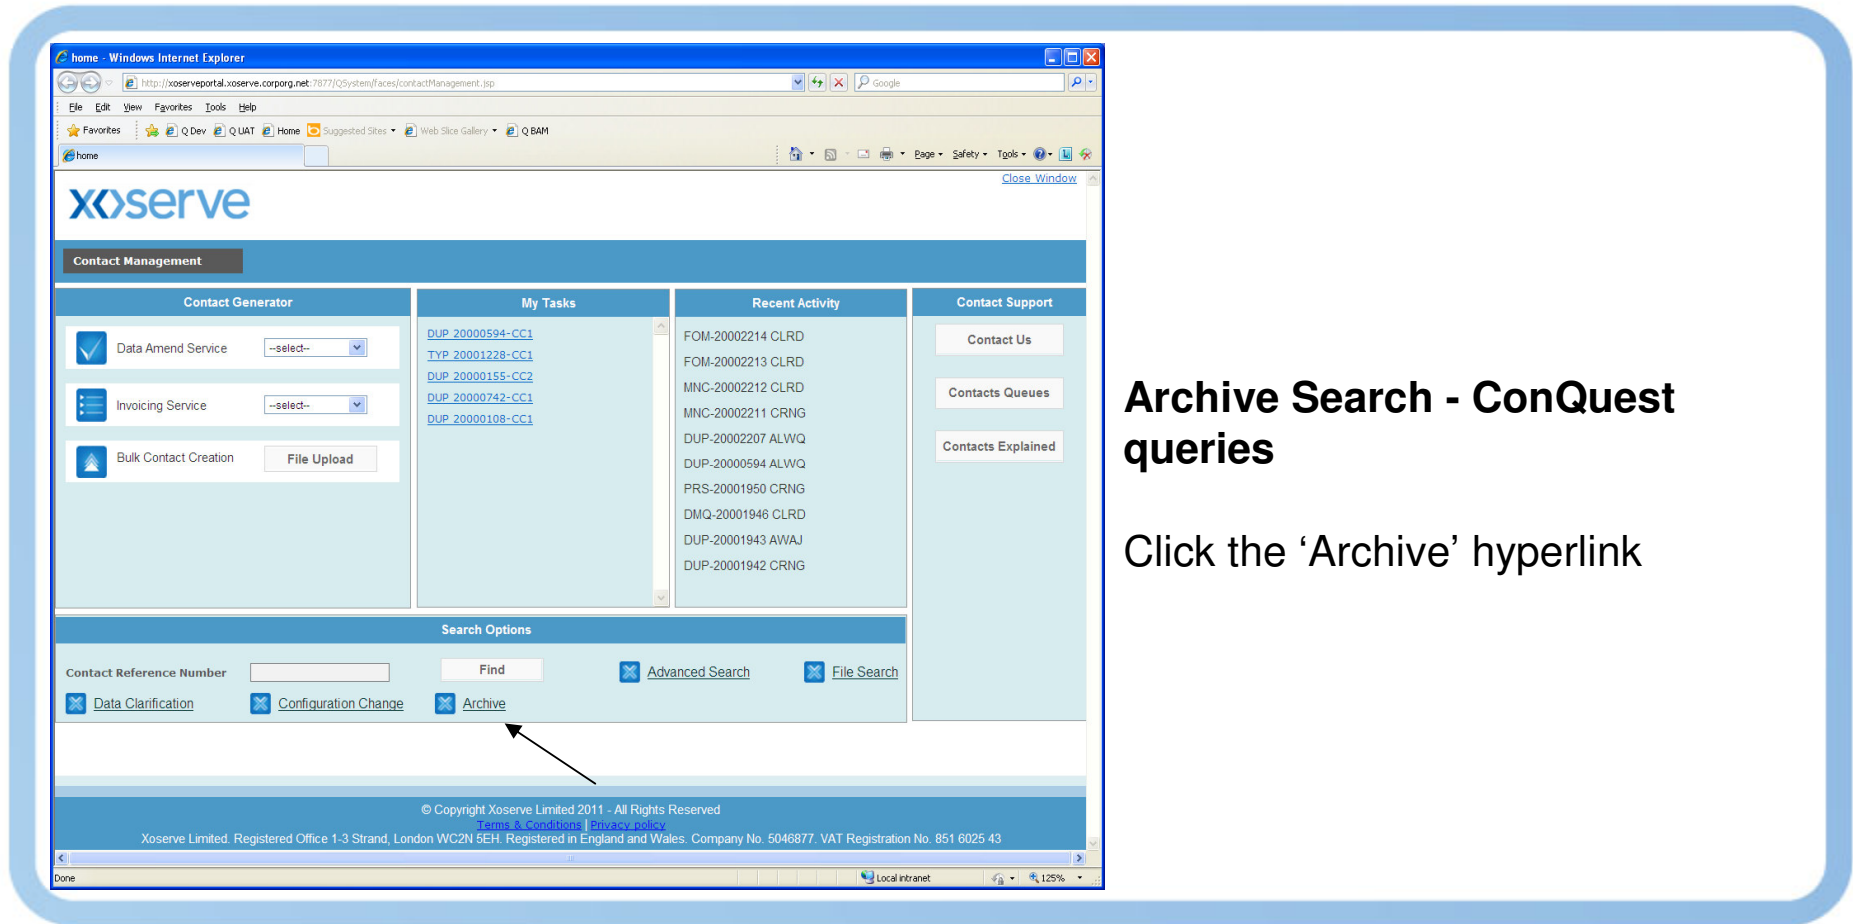 home - Windows Internet Explorer
http://xoserveportal.xoserve.corporg.net:7877/QSystem/faces/contactManagement.jsp
Google
File Edit View Favorites Tools Help
Favorites Q Dev Q UAT Home Suggested Sites Web Slice Gallery Q BAM
home
Page Safety Tools
Close Window
xoserve
Contact Management
Contact Generator
Data Amend Service --select--
Invoicing Service --select--
Bulk Contact Creation File Upload
My Tasks
DUP 20000594-CC1
TYP 20001228-CC1
DUP 20000155-CC2
DUP 20000742-CC1
DUP 20000108-CC1
Recent Activity
FOM-20002214 CLRD
FOM-20002213 CLRD
MNC-20002212 CLRD
MNC-20002211 CRNG
DUP-20002207 ALWQ
DUP-20000594 ALWQ
PRS-20001950 CRNG
DMQ-20001946 CLRD
DUP-20001943 AWAJ
DUP-20001942 CRNG
Contact Support
Contact Us
Contacts Queues
Contacts Explained
Search Options
Contact Reference Number Find Advanced Search File Search
Data Clarification Configuration Change Archive
© Copyright Xoserve Limited 2011 - All Rights Reserved
Terms & Conditions | Privacy policy
Xoserve Limited. Registered Office 1-3 Strand, London WC2N 5EH. Registered in England and Wales. Company No. 5046877. VAT Registration No. 851 6025 43
Done Local intranet 125%
Archive Search - ConQuest
queries
Click the ‘Archive’ hyperlink